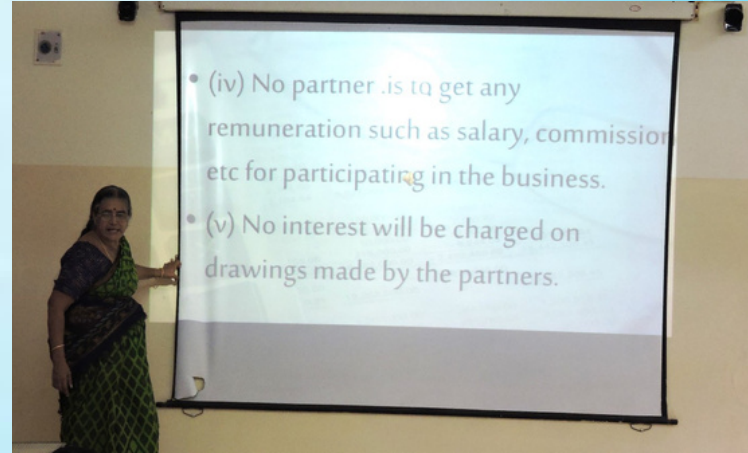 • (iv) No partner .is to get any
remuneration such as salary, commission
etc for participating in the business.
• (v) No interest will be charged on
drawings made by the partners.